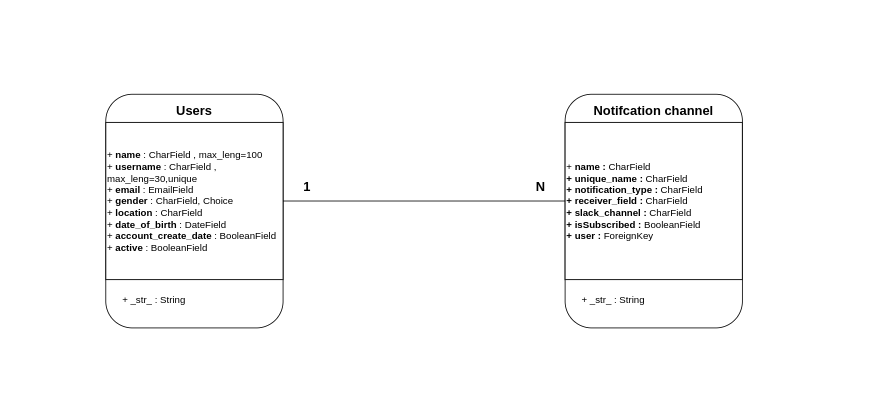 Users
+ name : CharField , max_leng=100
+ username : CharField ,
max_leng=30,unique
+ email : EmailField
+ gender : CharField, Choice
+ location : CharField
+ date_of_birth : DateField
+ account_create_date : BooleanField
+ active : BooleanField
+ _str_ : String
1
N
Notifcation channel
+ name : CharField
+ unique_name : CharField
+ notification_type : CharField
+ receiver_field : CharField
+ slack_channel : CharField
+ isSubscribed : BooleanField
+ user : ForeignKey
+ _str_ : String